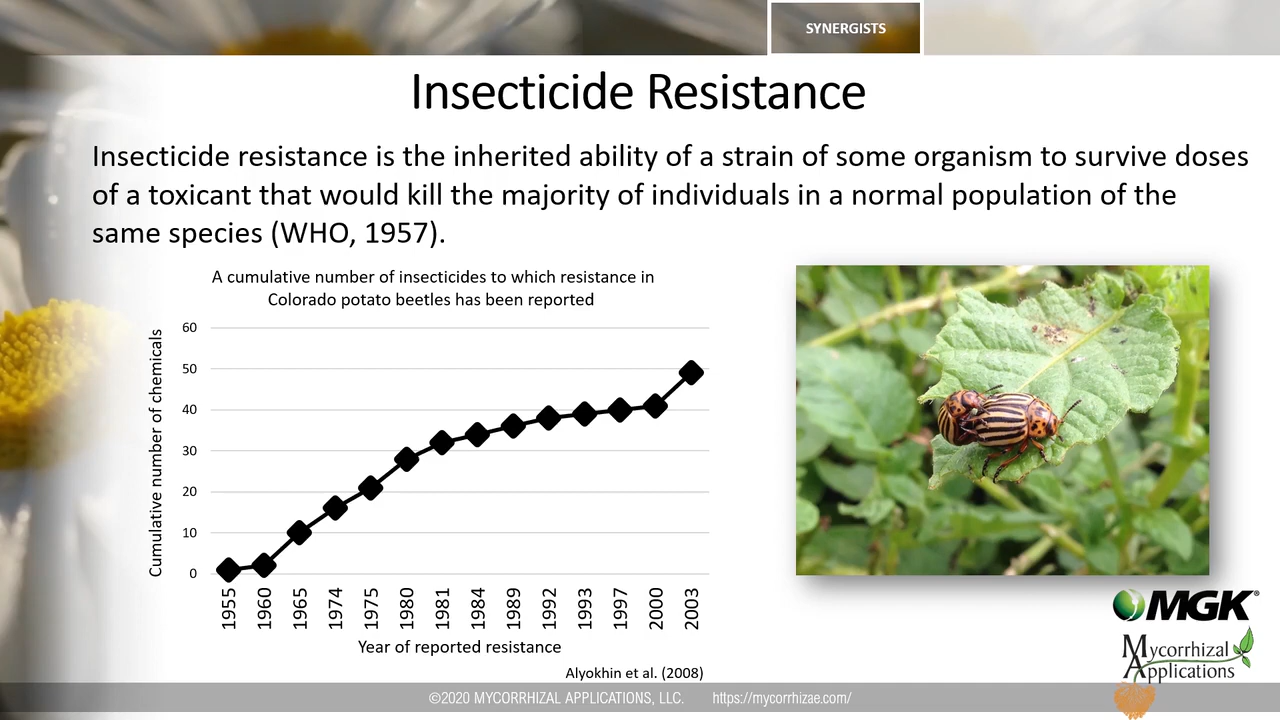 SYNERGISTS
Insecticide Resistance
Insecticide resistance is the inherited ability of a strain of some organism to survive doses
of a toxicant that would kill the majority of individuals in a normal population of the
same species (WHO, 1957).
A cumulative number of insecticides to which resistance in
Colorado potato beetles has been reported
Cumulative number of chemicals
60
50
40
30
20
10
0
1955
1960
1965
1974
1975
1980
1981
1984
1989
1992
1993
1997
2000
2003
Year of reported resistance
Alyokhin et al. (2008)
MGK®
Mycorrhizal
Applications
©2020 MYCORRHIZAL APPLICATIONS, LLC. https://mycorrhizae.com/